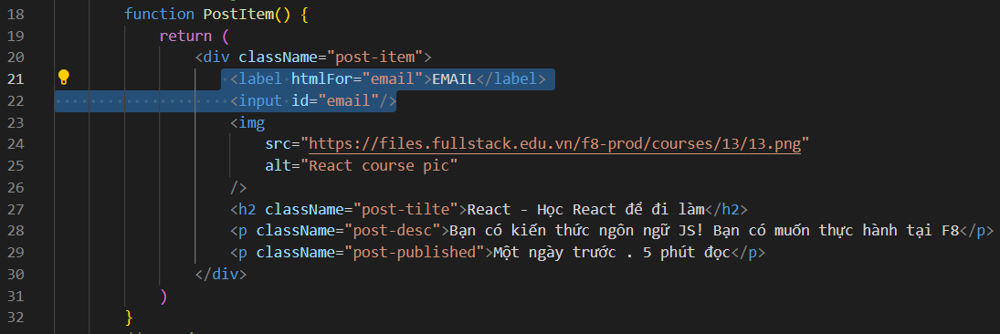 18 function PostItem() {
19 return (
20 <div className="post-item">
21 <label htmlFor="email">EMAIL</label>
22 <input id="email"/>
23 <img
24 src="https://files.fullstack.edu.vn/f8-prod/courses/13/13.png"
25 alt="React course pic"
26 />
27 <h2 className="post-tilte">React - Học React để đi làm</h2>
28 <p className="post-desc">Bạn có kiến thức ngôn ngữ JS! Bạn có muốn thực hành tại F8</p>
29 <p className="post-published">Một ngày trước . 5 phút đọc</p>
30 </div>
31 )
32 }